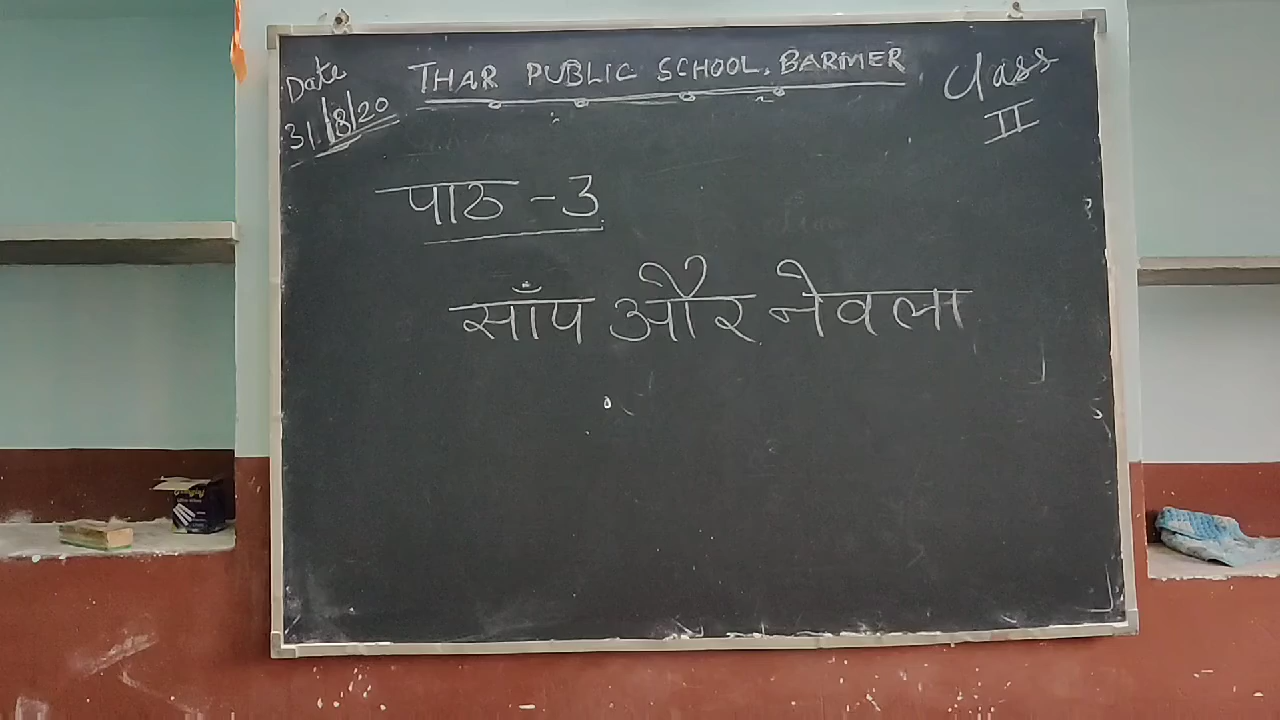 Date
31/8/20
THAR PUBLIC SCHOOL. BARMER
Class
II
पाठ -3
साँप और नेवला